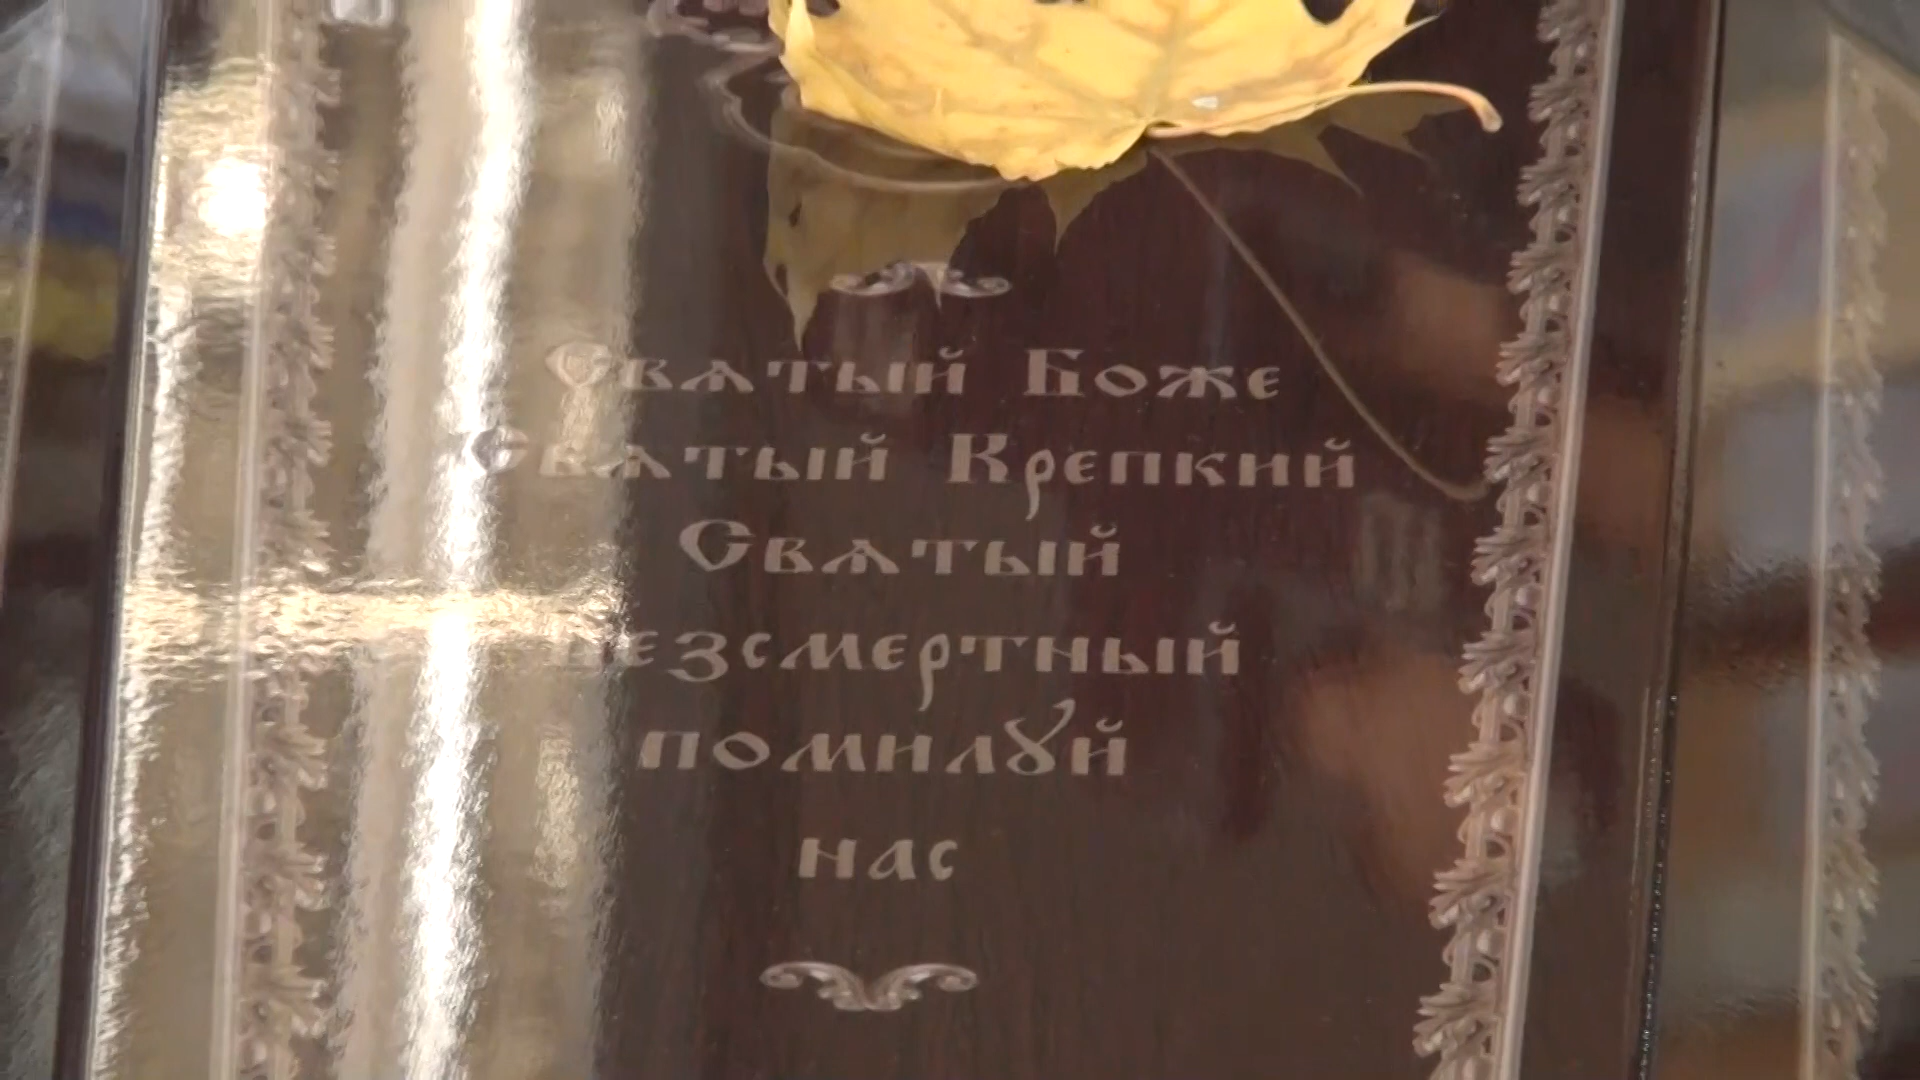 Свѧтый Боже
Свѧтый Крепкий
Свѧтый
Безсмертный
помилꙋй
нас